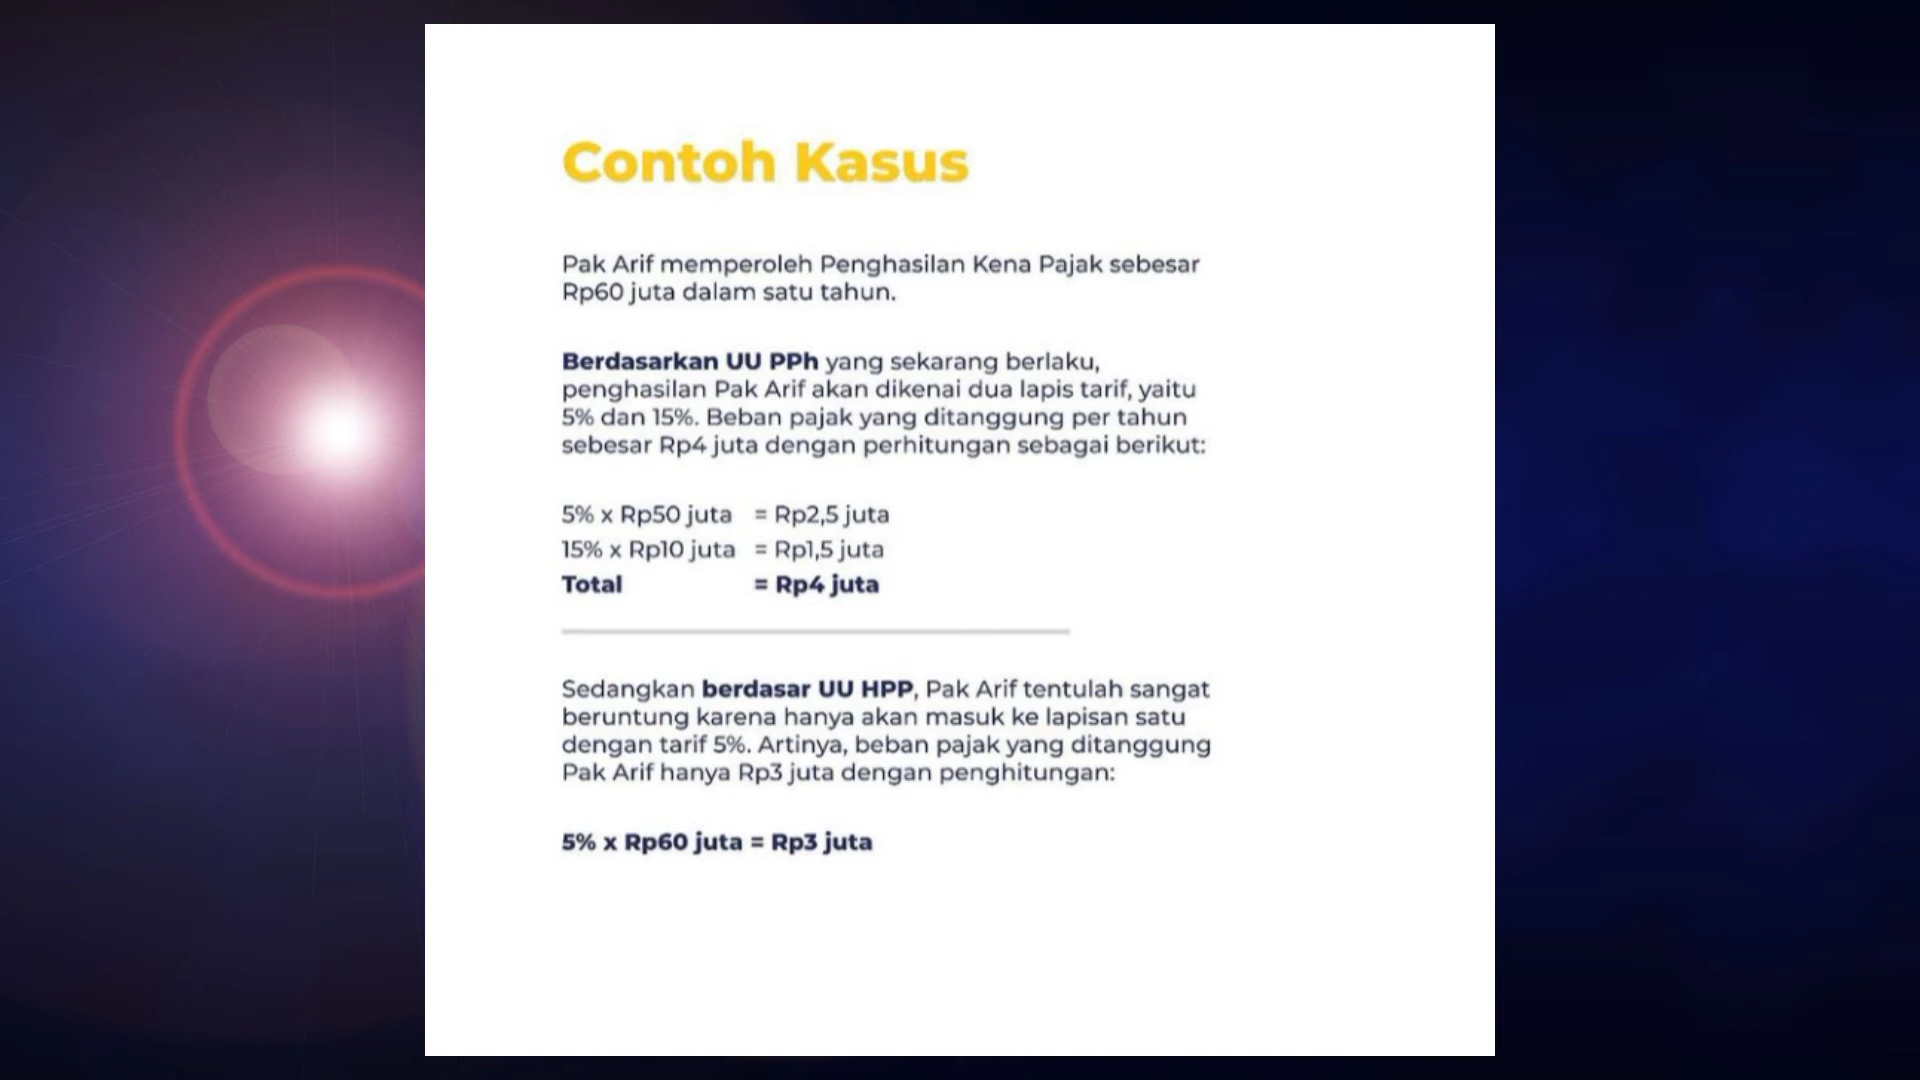 Contoh Kasus
Pak Arif memperoleh Penghasilan Kena Pajak sebesar
Rp60 juta dalam satu tahun.
Berdasarkan UU PPh yang sekarang berlaku,
penghasilan Pak Arif akan dikenai dua lapis tarif, yaitu
5% dan 15%. Beban pajak yang ditanggung per tahun
sebesar Rp4 juta dengan perhitungan sebagai berikut:
5% x Rp50 juta = Rp2,5 juta
15% x Rp10 juta = Rp1,5 juta
Total = Rp4 juta
Sedangkan berdasar UU HPP, Pak Arif tentulah sangat
beruntung karena hanya akan masuk ke lapisan satu
dengan tarif 5%. Artinya, beban pajak yang ditanggung
Pak Arif hanya Rp3 juta dengan penghitungan:
5% x Rp60 juta = Rp3 juta